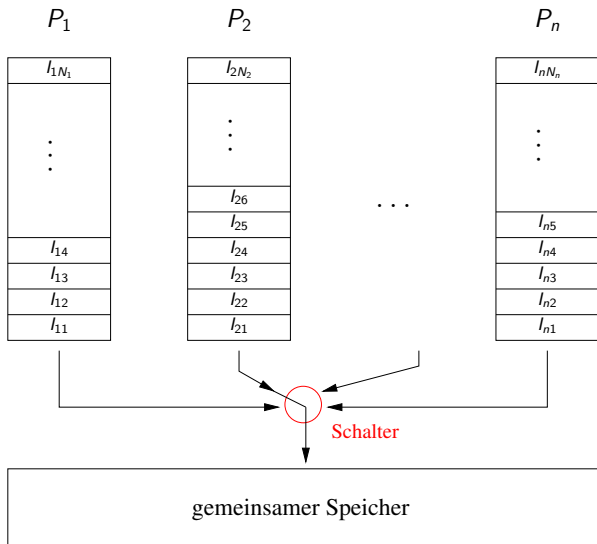 P₁ P₂ Pₙ
I₁N₁ I₂N₂ IₙNₙ
I₂₆
I₂₅ Iₙ₅
I₁₄ I₂₄ Iₙ₄
I₁₃ I₂₃ Iₙ₃
I₁₂ I₂₂ Iₙ₂
I₁₁ I₂₁ Iₙ₁
. . .
Schalter
gemeinsamer Speicher